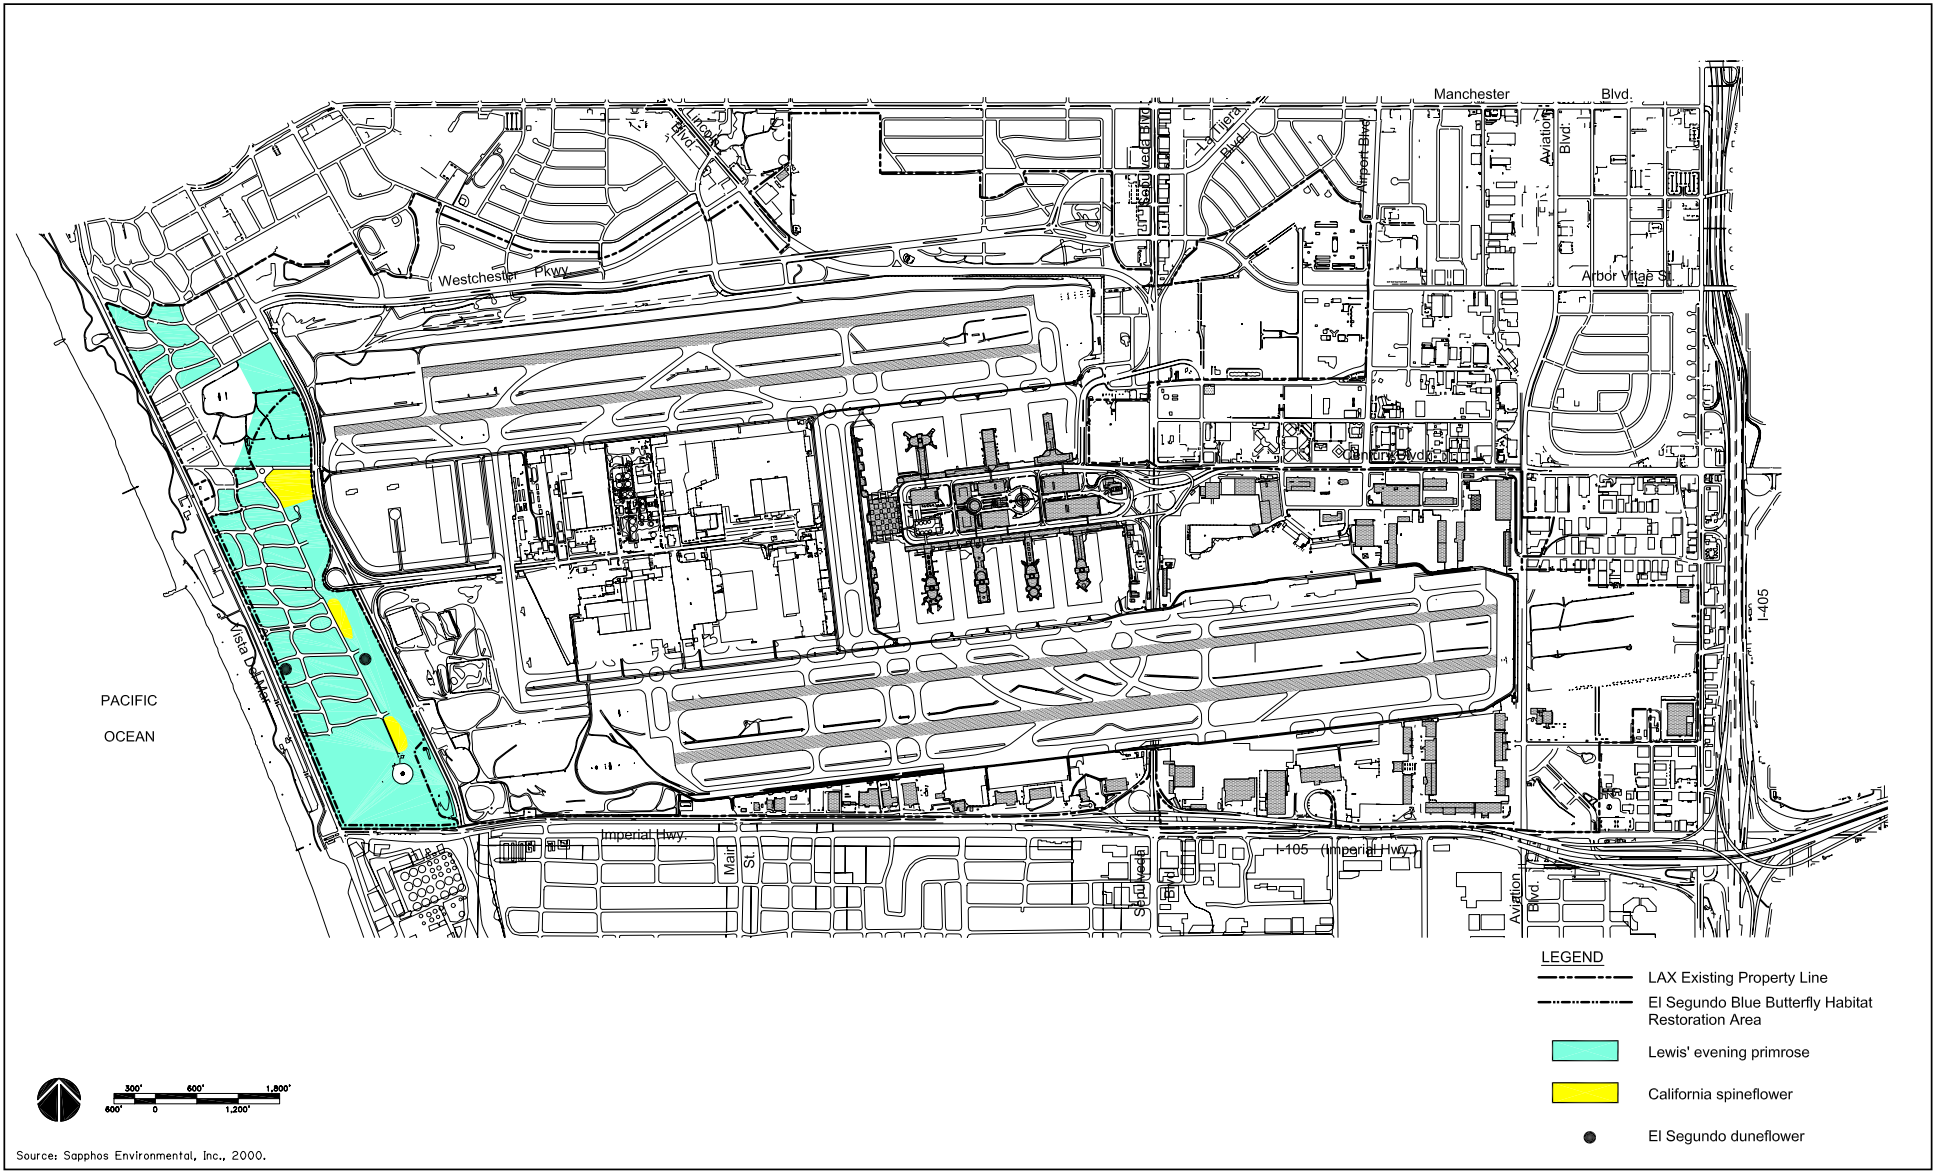 Manchester Blvd.
Lincoln
Blvd.
Sepulveda Blvd.
La Tijera
Blvd.
Airport Blvd.
Aviation
Blvd.
Westchester Pkwy
Arbor Vitae St.
Century Blvd.
I-405
Vista Del Mar
PACIFIC
OCEAN
Imperial Hwy.
Main
St.
Sepulveda
Blvd.
I-105 (Imperial Hwy.)
Aviation
Blvd.
LEGEND
LAX Existing Property Line
El Segundo Blue Butterfly Habitat
Restoration Area
Lewis' evening primrose
California spineflower
El Segundo duneflower
300' 600' 1,800'
600' 0 1,200'
Source: Sapphos Environmental, Inc., 2000.